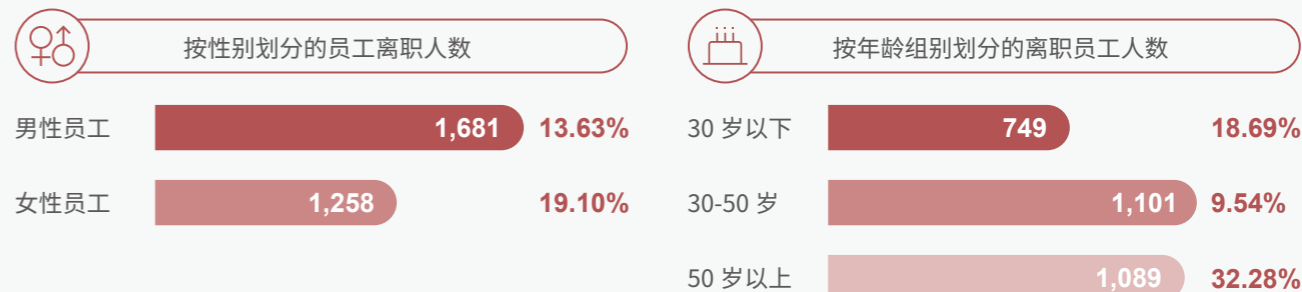 按性别划分的员工离职人数
男性员工 1,681 13.63%
女性员工 1,258 19.10%
按年龄组别划分的离职员工人数
30 岁以下 749 18.69%
30-50 岁 1,101 9.54%
50 岁以上 1,089 32.28%